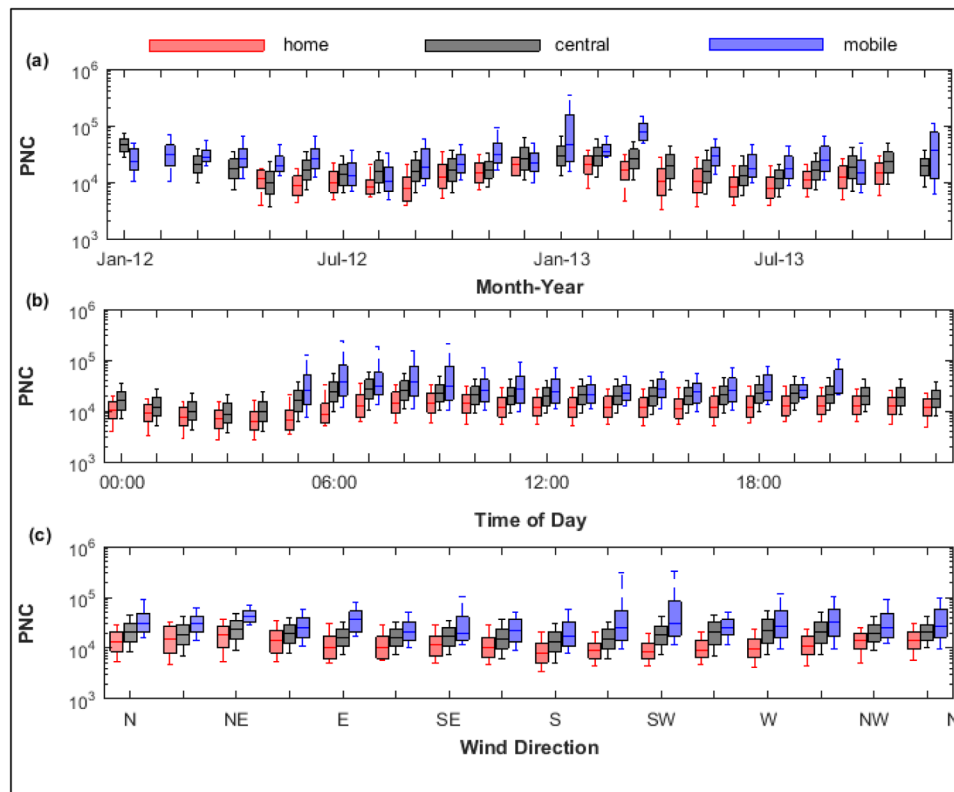 home central mobile
(a)
10^6
10^5
10^4
10^3
PNC
Jan-12 Jul-12 Jan-13 Jul-13
Month-Year
(b)
10^6
10^5
10^4
10^3
PNC
00:00 06:00 12:00 18:00
Time of Day
(c)
10^6
10^5
10^4
10^3
PNC
N NE E SE S SW W NW N
Wind Direction